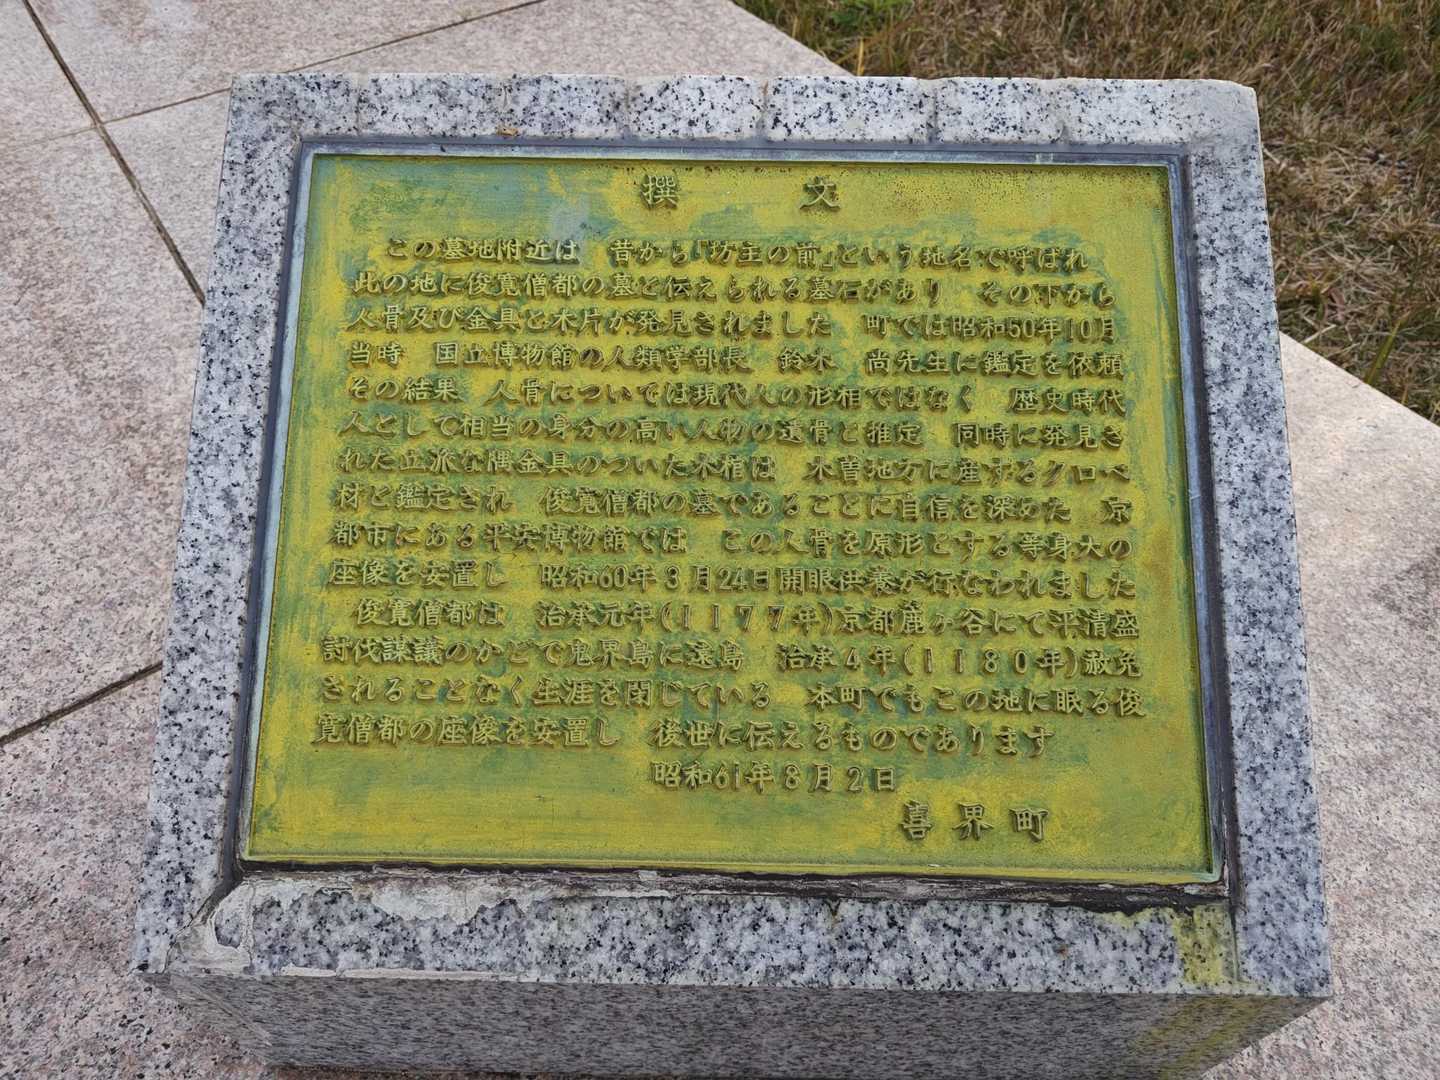 撰 文
この墓地附近は 昔から「坊主の前」という地名で呼ばれ
此の地に俊寛僧都の墓と伝えられる墓石があり その下から
人骨及び金具と木片が発見されました 町では昭和50年10月
当時 国立博物館の人類学部長 鈴木 尚先生に鑑定を依頼
その結果 人骨については現代人の形相ではなく 歴史時代
人として相当の身分の高い人物の遺骨と推定 同時に発見さ
れた立派な隅金具のついた木棺は 木曽地方に産するクロベ
材と鑑定され 俊寛僧都の墓であることに自信を深めた 京
都市にある平安博物館では この人骨を原形とする等身大の
座像を安置し 昭和60年3月24日開眼供養が行なわれました
俊寛僧都は 治承元年(1177年)京都鹿ヶ谷にて平清盛
討伐謀議のかどで鬼界島に遠島 治承4年(1180年)赦免
されることなく生涯を閉じている 本町でもこの地に眠る俊
寛僧都の座像を安置し 後世に伝えるものであります
昭和61年8月2日
喜界町